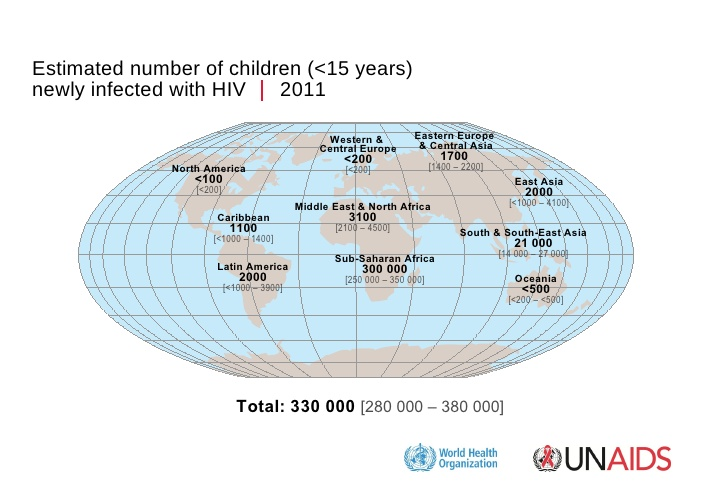 Estimated number of children (<15 years)
newly infected with HIV | 2011
Western &
Central Europe
<200
[<200]
Eastern Europe
& Central Asia
1700
[1400 – 2200]
North America
<100
[<200]
East Asia
2000
[<1000 – 4100]
Middle East & North Africa
3100
[2100 – 4500]
Caribbean
1100
[<1000 – 1400]
South & South-East Asia
21 000
[14 000 – 27 000]
Sub-Saharan Africa
300 000
[250 000 – 350 000]
Latin America
2000
[<1000 – 3900]
Oceania
<500
[<200 – <500]
Total: 330 000 [280 000 – 380 000]
World Health
Organization
UNAIDS